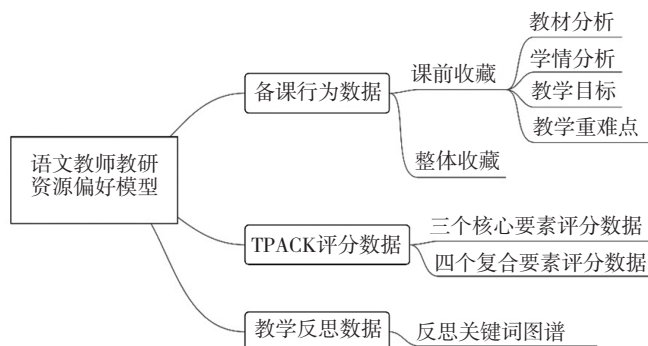 语文教师教研
资源偏好模型
备课行为数据
课前收藏
教材分析
学情分析
教学目标
教学重难点
整体收藏
TPACK评分数据
三个核心要素评分数据
四个复合要素评分数据
教学反思数据
反思关键词图谱